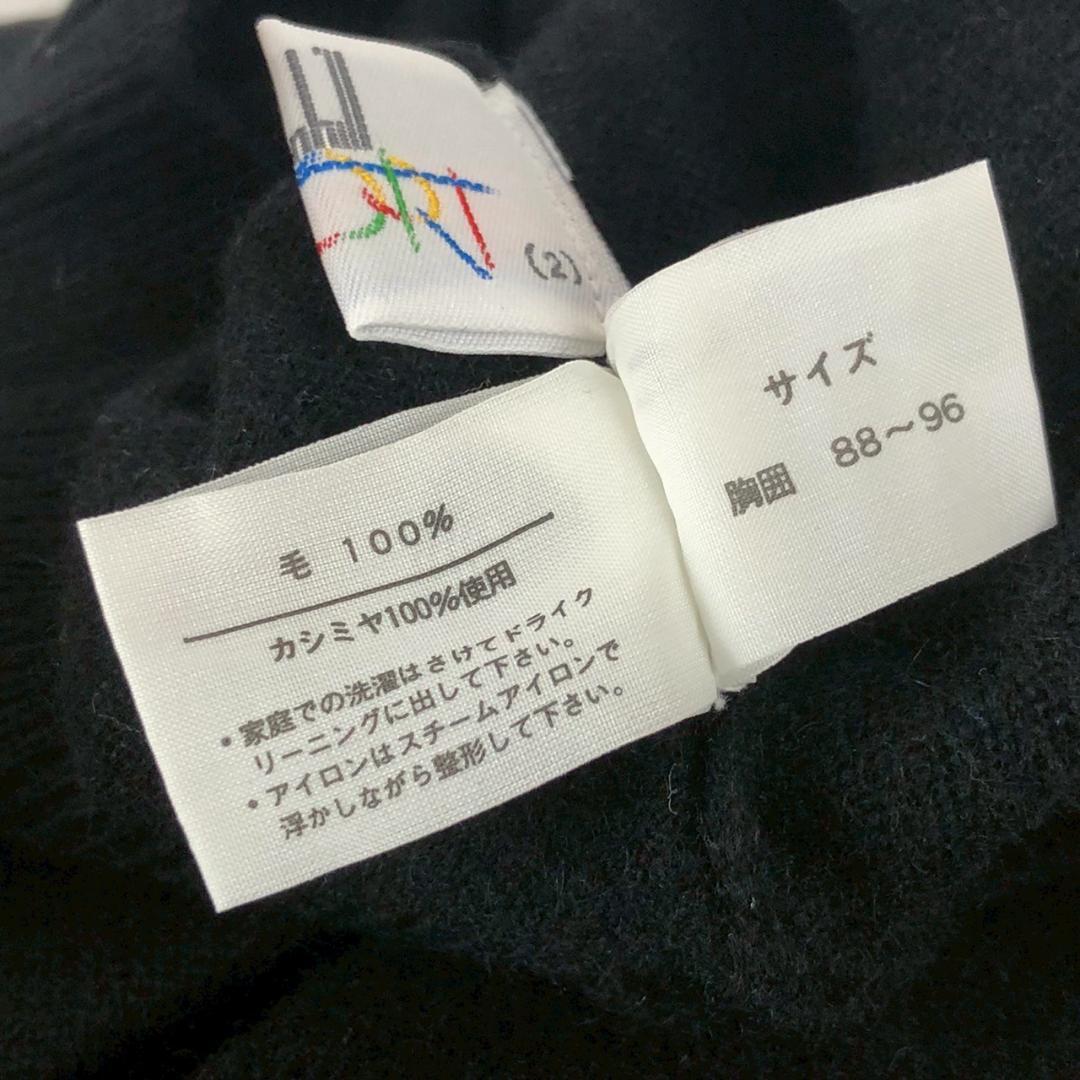 hill
(2)
サイズ
胸囲 88~96
毛 100%
カシミヤ100%使用
•家庭での洗濯はさけてドライク
リーニングに出して下さい。
•アイロンはスチームアイロンで
浮かしながら整形して下さい。